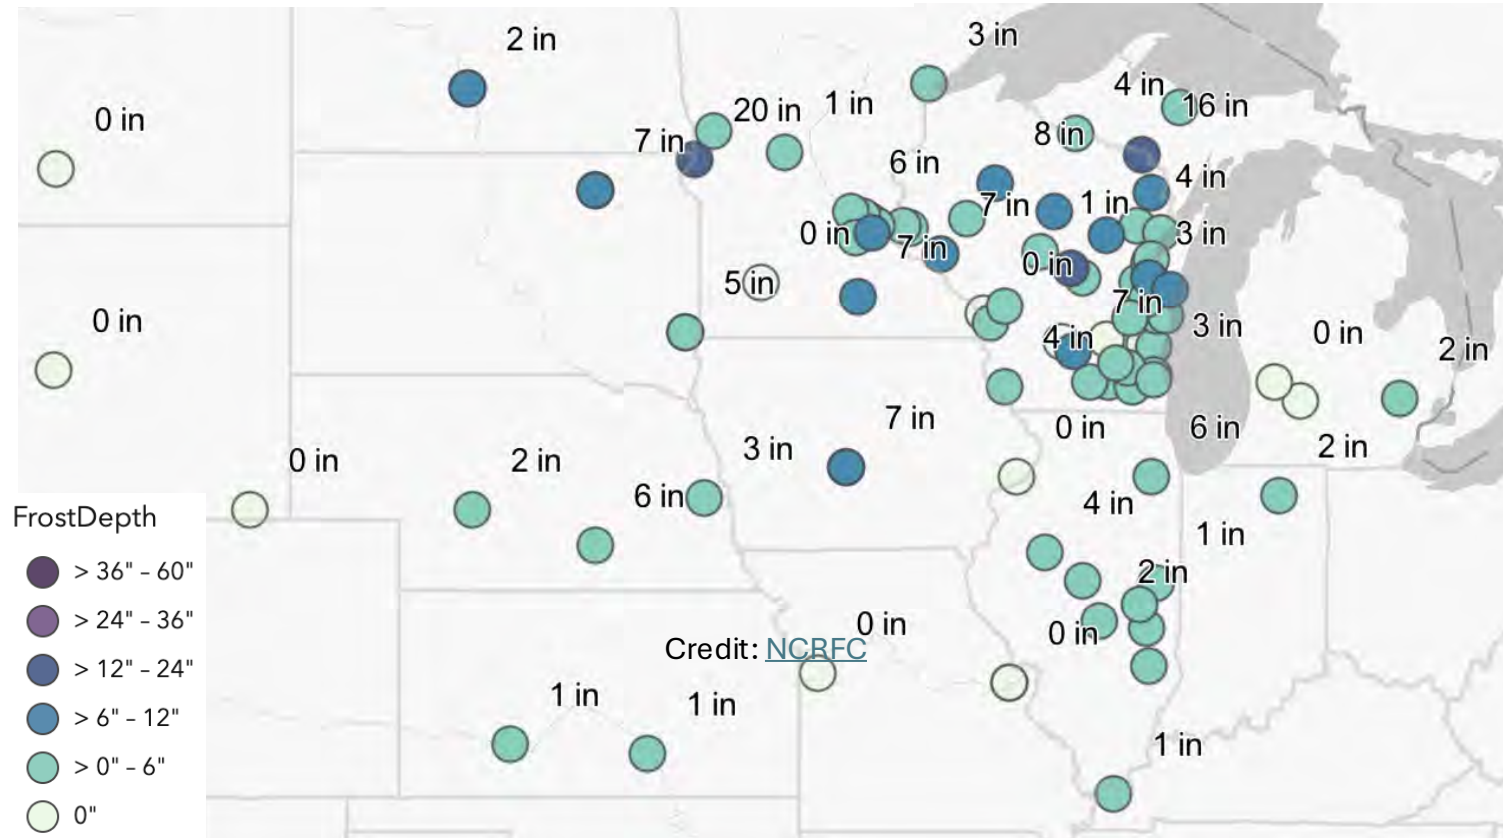 3 in
2 in
4 in
16 in
20 in
1 in
0 in
7 in
8 in
6 in
4 in
7 in
1 in
0 in
7 in
3 in
0 in
5 in
7 in
0 in
4 in
3 in
0 in
2 in
7 in
0 in
6 in
3 in
2 in
0 in
2 in
6 in
4 in
1 in
FrostDepth
> 36" - 60"
> 24" - 36"
> 12" - 24"
> 6" - 12"
> 0" - 6"
0"
2 in
0 in
0 in
Credit: NCRFC
1 in
1 in
1 in